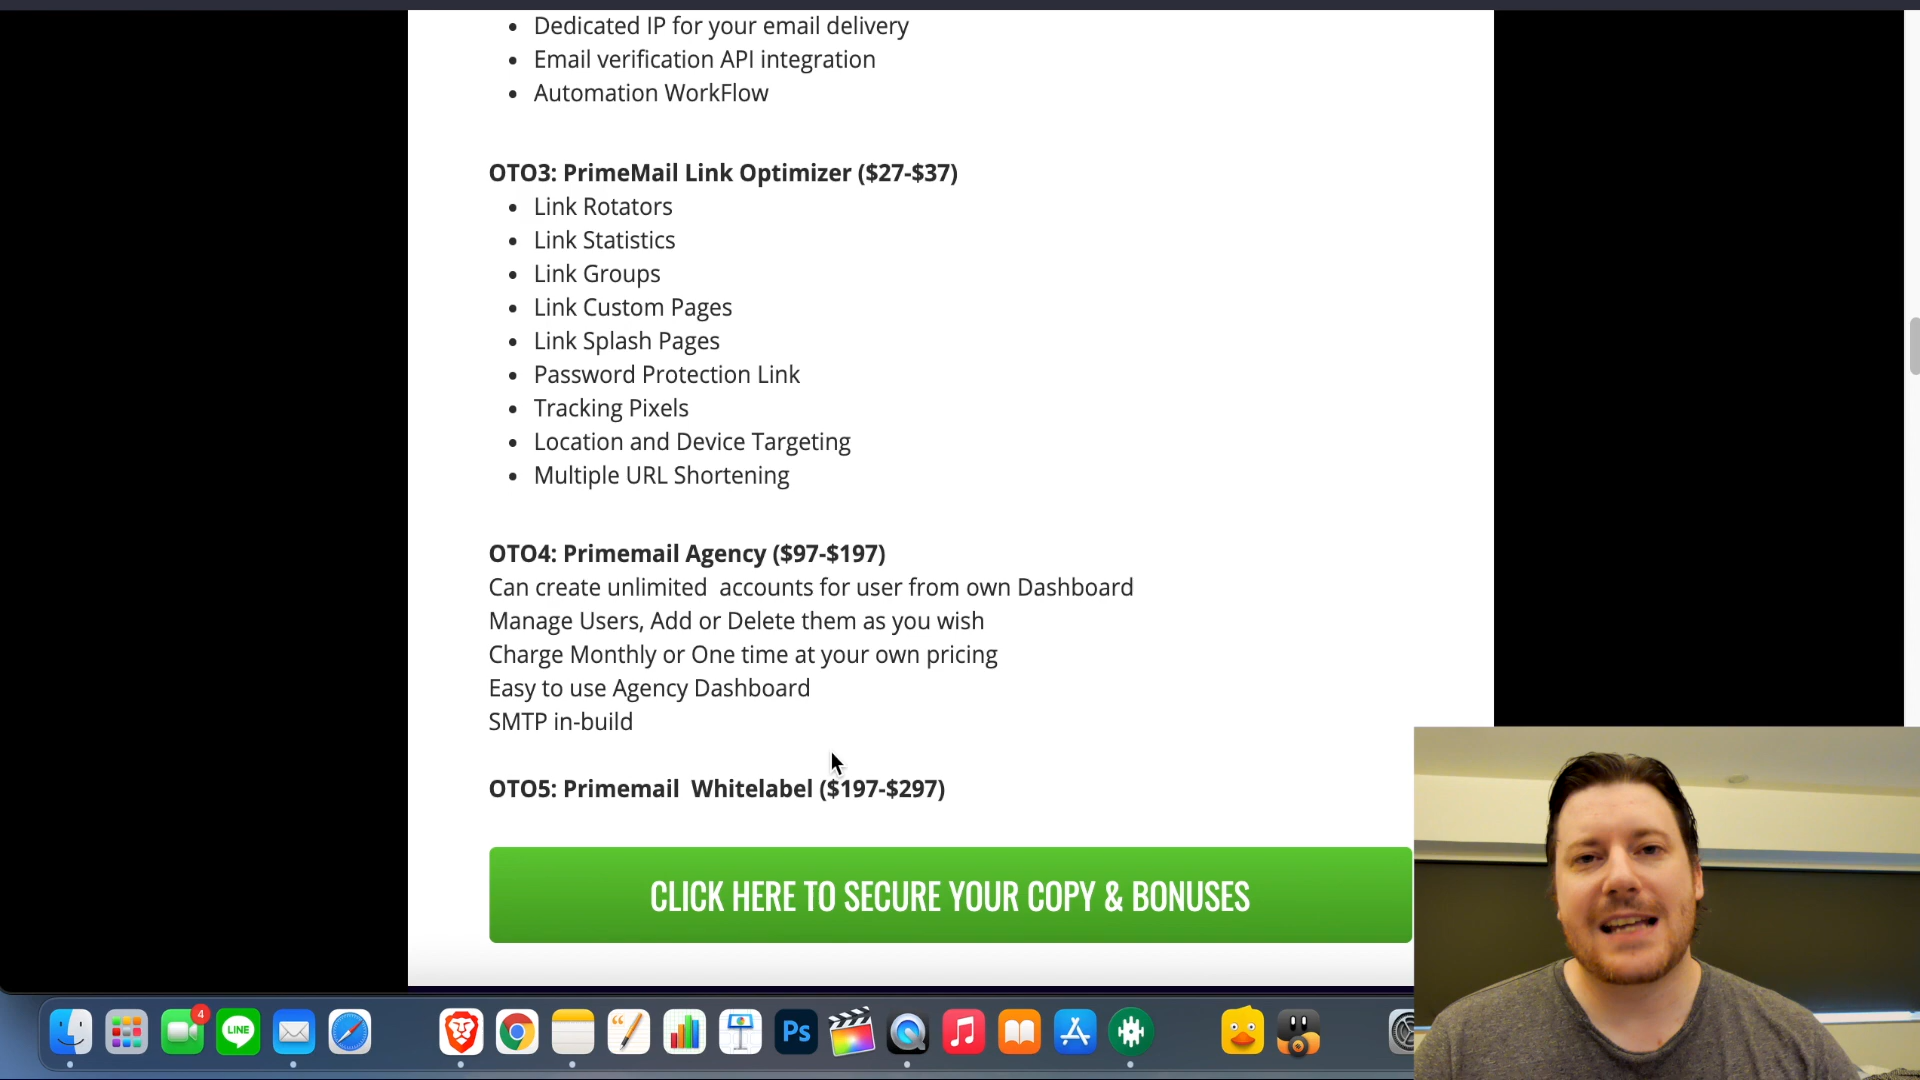 Dedicated IP for your email delivery
Email verification API integration
Automation WorkFlow
OTO3: PrimeMail Link Optimizer ($27-$37)
Link Rotators
Link Statistics
Link Groups
Link Custom Pages
Link Splash Pages
Password Protection Link
Tracking Pixels
Location and Device Targeting
Multiple URL Shortening
OTO4: Primemail Agency ($97-$197)
Can create unlimited  accounts for user from own Dashboard
Manage Users, Add or Delete them as you wish
Charge Monthly or One time at your own pricing
Easy to use Agency Dashboard
SMTP in-build
OTO5: Primemail  Whitelabel ($197-$297)
CLICK HERE TO SECURE YOUR COPY & BONUSES
4
LINE
Ps